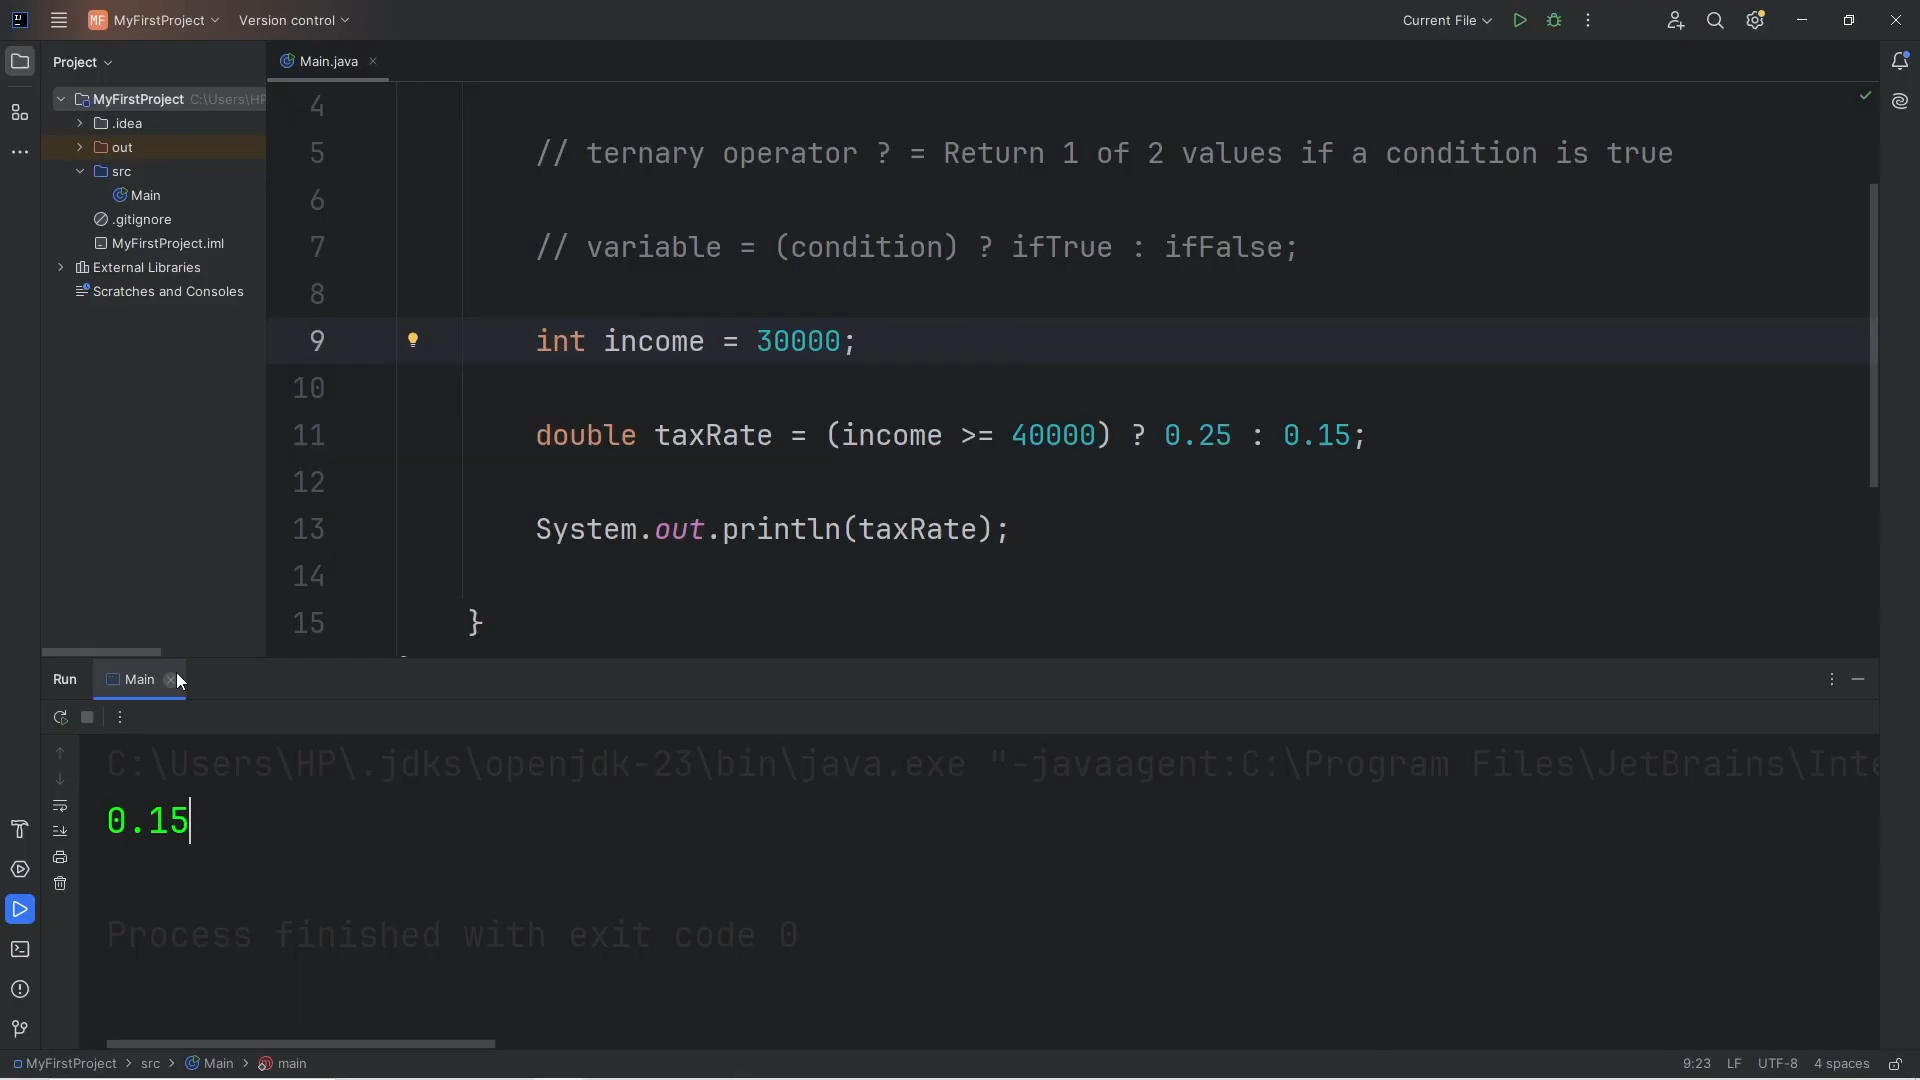 MF MyFirstProject Version control Current File
Project Main.java
MyFirstProject C:\Users\HP
.idea
out
src
Main
.gitignore
MyFirstProject.iml
External Libraries
Scratches and Consoles
4
5 // ternary operator ? = Return 1 of 2 values if a condition is true
6
7 // variable = (condition) ? ifTrue : ifFalse;
8
9 int income = 30000;
10
11 double taxRate = (income >= 40000) ? 0.25 : 0.15;
12
13 System.out.println(taxRate);
14
15 }
Run Main
C:\Users\HP\.jdks\openjdk-23\bin\java.exe "-javaagent:C:\Program Files\JetBrains\Inte
0.15
Process finished with exit code 0
MyFirstProject > src > Main > main 9:23 LF UTF-8 4 spaces